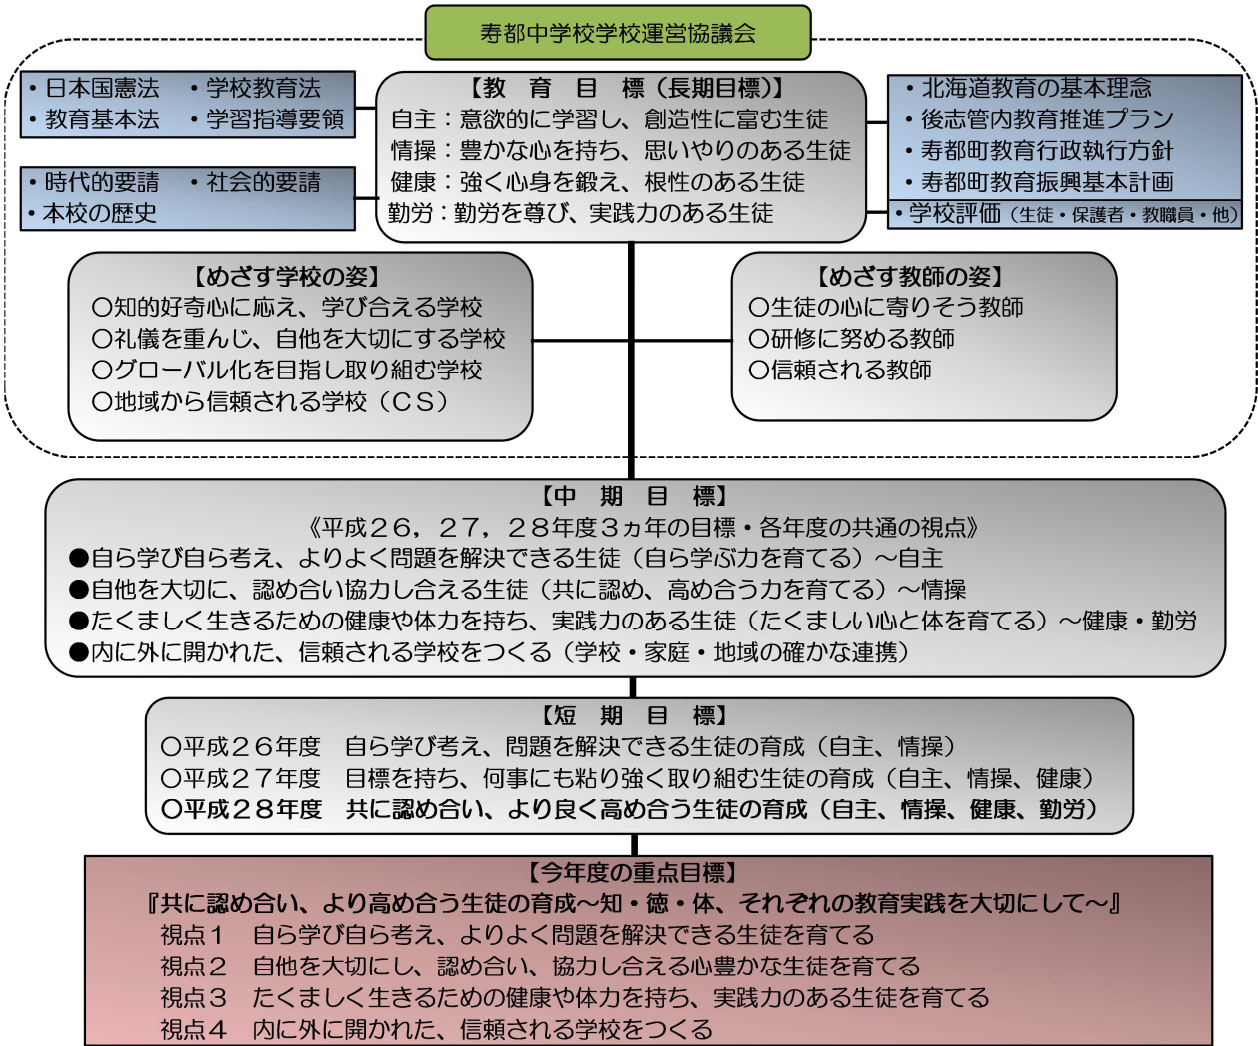 寿都中学校学校運営協議会
・日本国憲法　・学校教育法
・教育基本法　・学習指導要領
・時代的要請　・社会的要請
・本校の歴史
【教　育　目　標（長期目標）】
自主：意欲的に学習し、創造性に富む生徒
情操：豊かな心を持ち、思いやりのある生徒
健康：強く心身を鍛え、根性のある生徒
勤労：勤労を尊び、実践力のある生徒
・北海道教育の基本理念
・後志管内教育推進プラン
・寿都町教育行政執行方針
・寿都町教育振興基本計画
・学校評価（生徒・保護者・教職員・他）
【めざす学校の姿】
○知的好奇心に応え、学び合える学校
○礼儀を重んじ、自他を大切にする学校
○グローバル化を目指し取り組む学校
○地域から信頼される学校（ＣＳ）
【めざす教師の姿】
○生徒の心に寄りそう教師
○研修に努める教師
○信頼される教師
【中　期　目　標】
《平成２６，２７，２８年度３ヵ年の目標・各年度の共通の視点》
●自ら学び自ら考え、よりよく問題を解決できる生徒（自ら学ぶ力を育てる）～自主
●自他を大切に、認め合い協力し合える生徒（共に認め、高め合う力を育てる）～情操
●たくましく生きるための健康や体力を持ち、実践力のある生徒（たくましい心と体を育てる）～健康・勤労
●内に外に開かれた、信頼される学校をつくる（学校・家庭・地域の確かな連携）
【短　期　目　標】
○平成２６年度　自ら学び考え、問題を解決できる生徒の育成（自主、情操）
○平成２７年度　目標を持ち、何事にも粘り強く取り組む生徒の育成（自主、情操、健康）
○平成２８年度　共に認め合い、より良く高め合う生徒の育成（自主、情操、健康、勤労）
【今年度の重点目標】
『共に認め合い、より高め合う生徒の育成～知・徳・体、それぞれの教育実践を大切にして～』
視点１　自ら学び自ら考え、よりよく問題を解決できる生徒を育てる
視点２　自他を大切にし、認め合い、協力し合える心豊かな生徒を育てる
視点３　たくましく生きるための健康や体力を持ち、実践力のある生徒を育てる
視点４　内に外に開かれた、信頼される学校をつくる